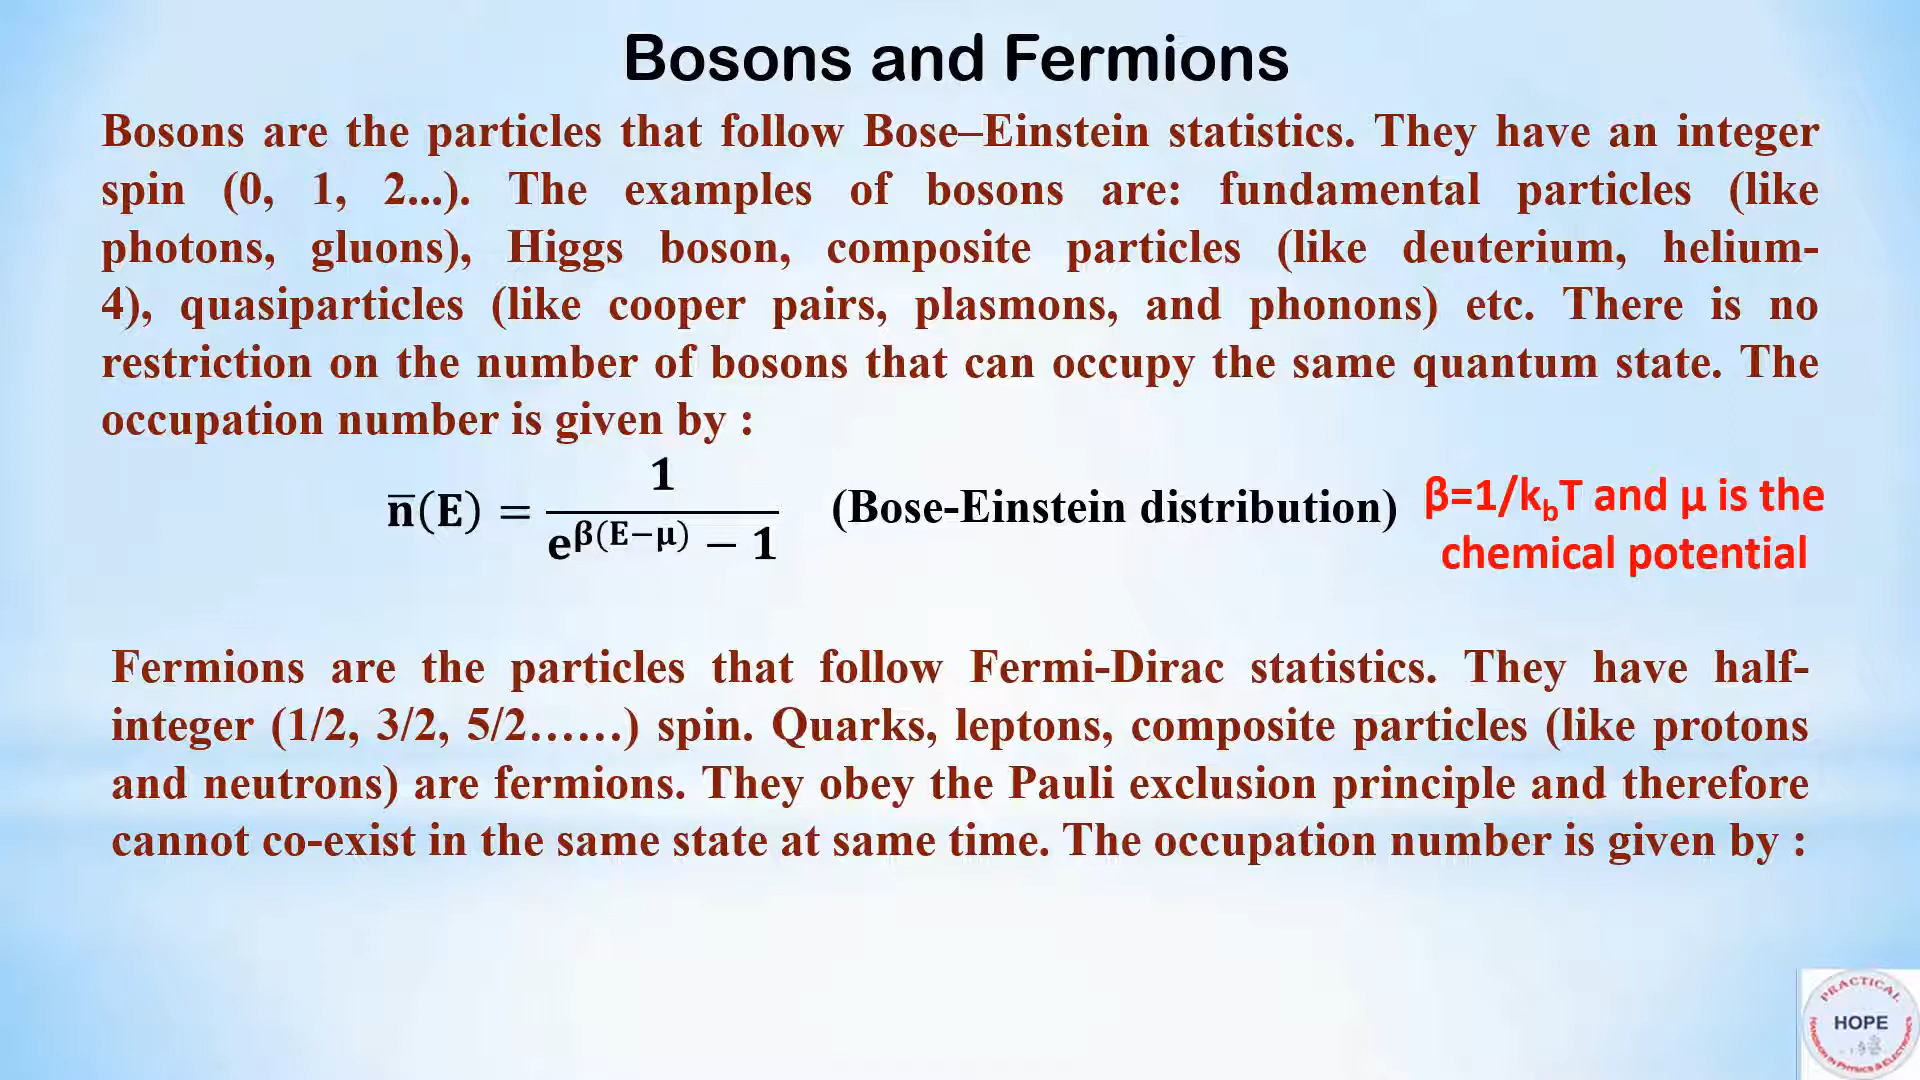 Bosons and Fermions
Bosons are the particles that follow Bose–Einstein statistics. They have an integer
spin (0, 1, 2...). The examples of bosons are: fundamental particles (like
photons, gluons), Higgs boson, composite particles (like deuterium, helium-
4), quasiparticles (like cooper pairs, plasmons, and phonons) etc. There is no
restriction on the number of bosons that can occupy the same quantum state. The
occupation number is given by :
n̅(E) = 1 / (e^β(E−μ) − 1) (Bose-Einstein distribution)
β=1/k_bT and μ is the
chemical potential
Fermions are the particles that follow Fermi-Dirac statistics. They have half-
integer (1/2, 3/2, 5/2......) spin. Quarks, leptons, composite particles (like protons
and neutrons) are fermions. They obey the Pauli exclusion principle and therefore
cannot co-exist in the same state at same time. The occupation number is given by :
PRACTICAL
HOPE
HANDS-ON IN PHYSICS & ELECTRONICS